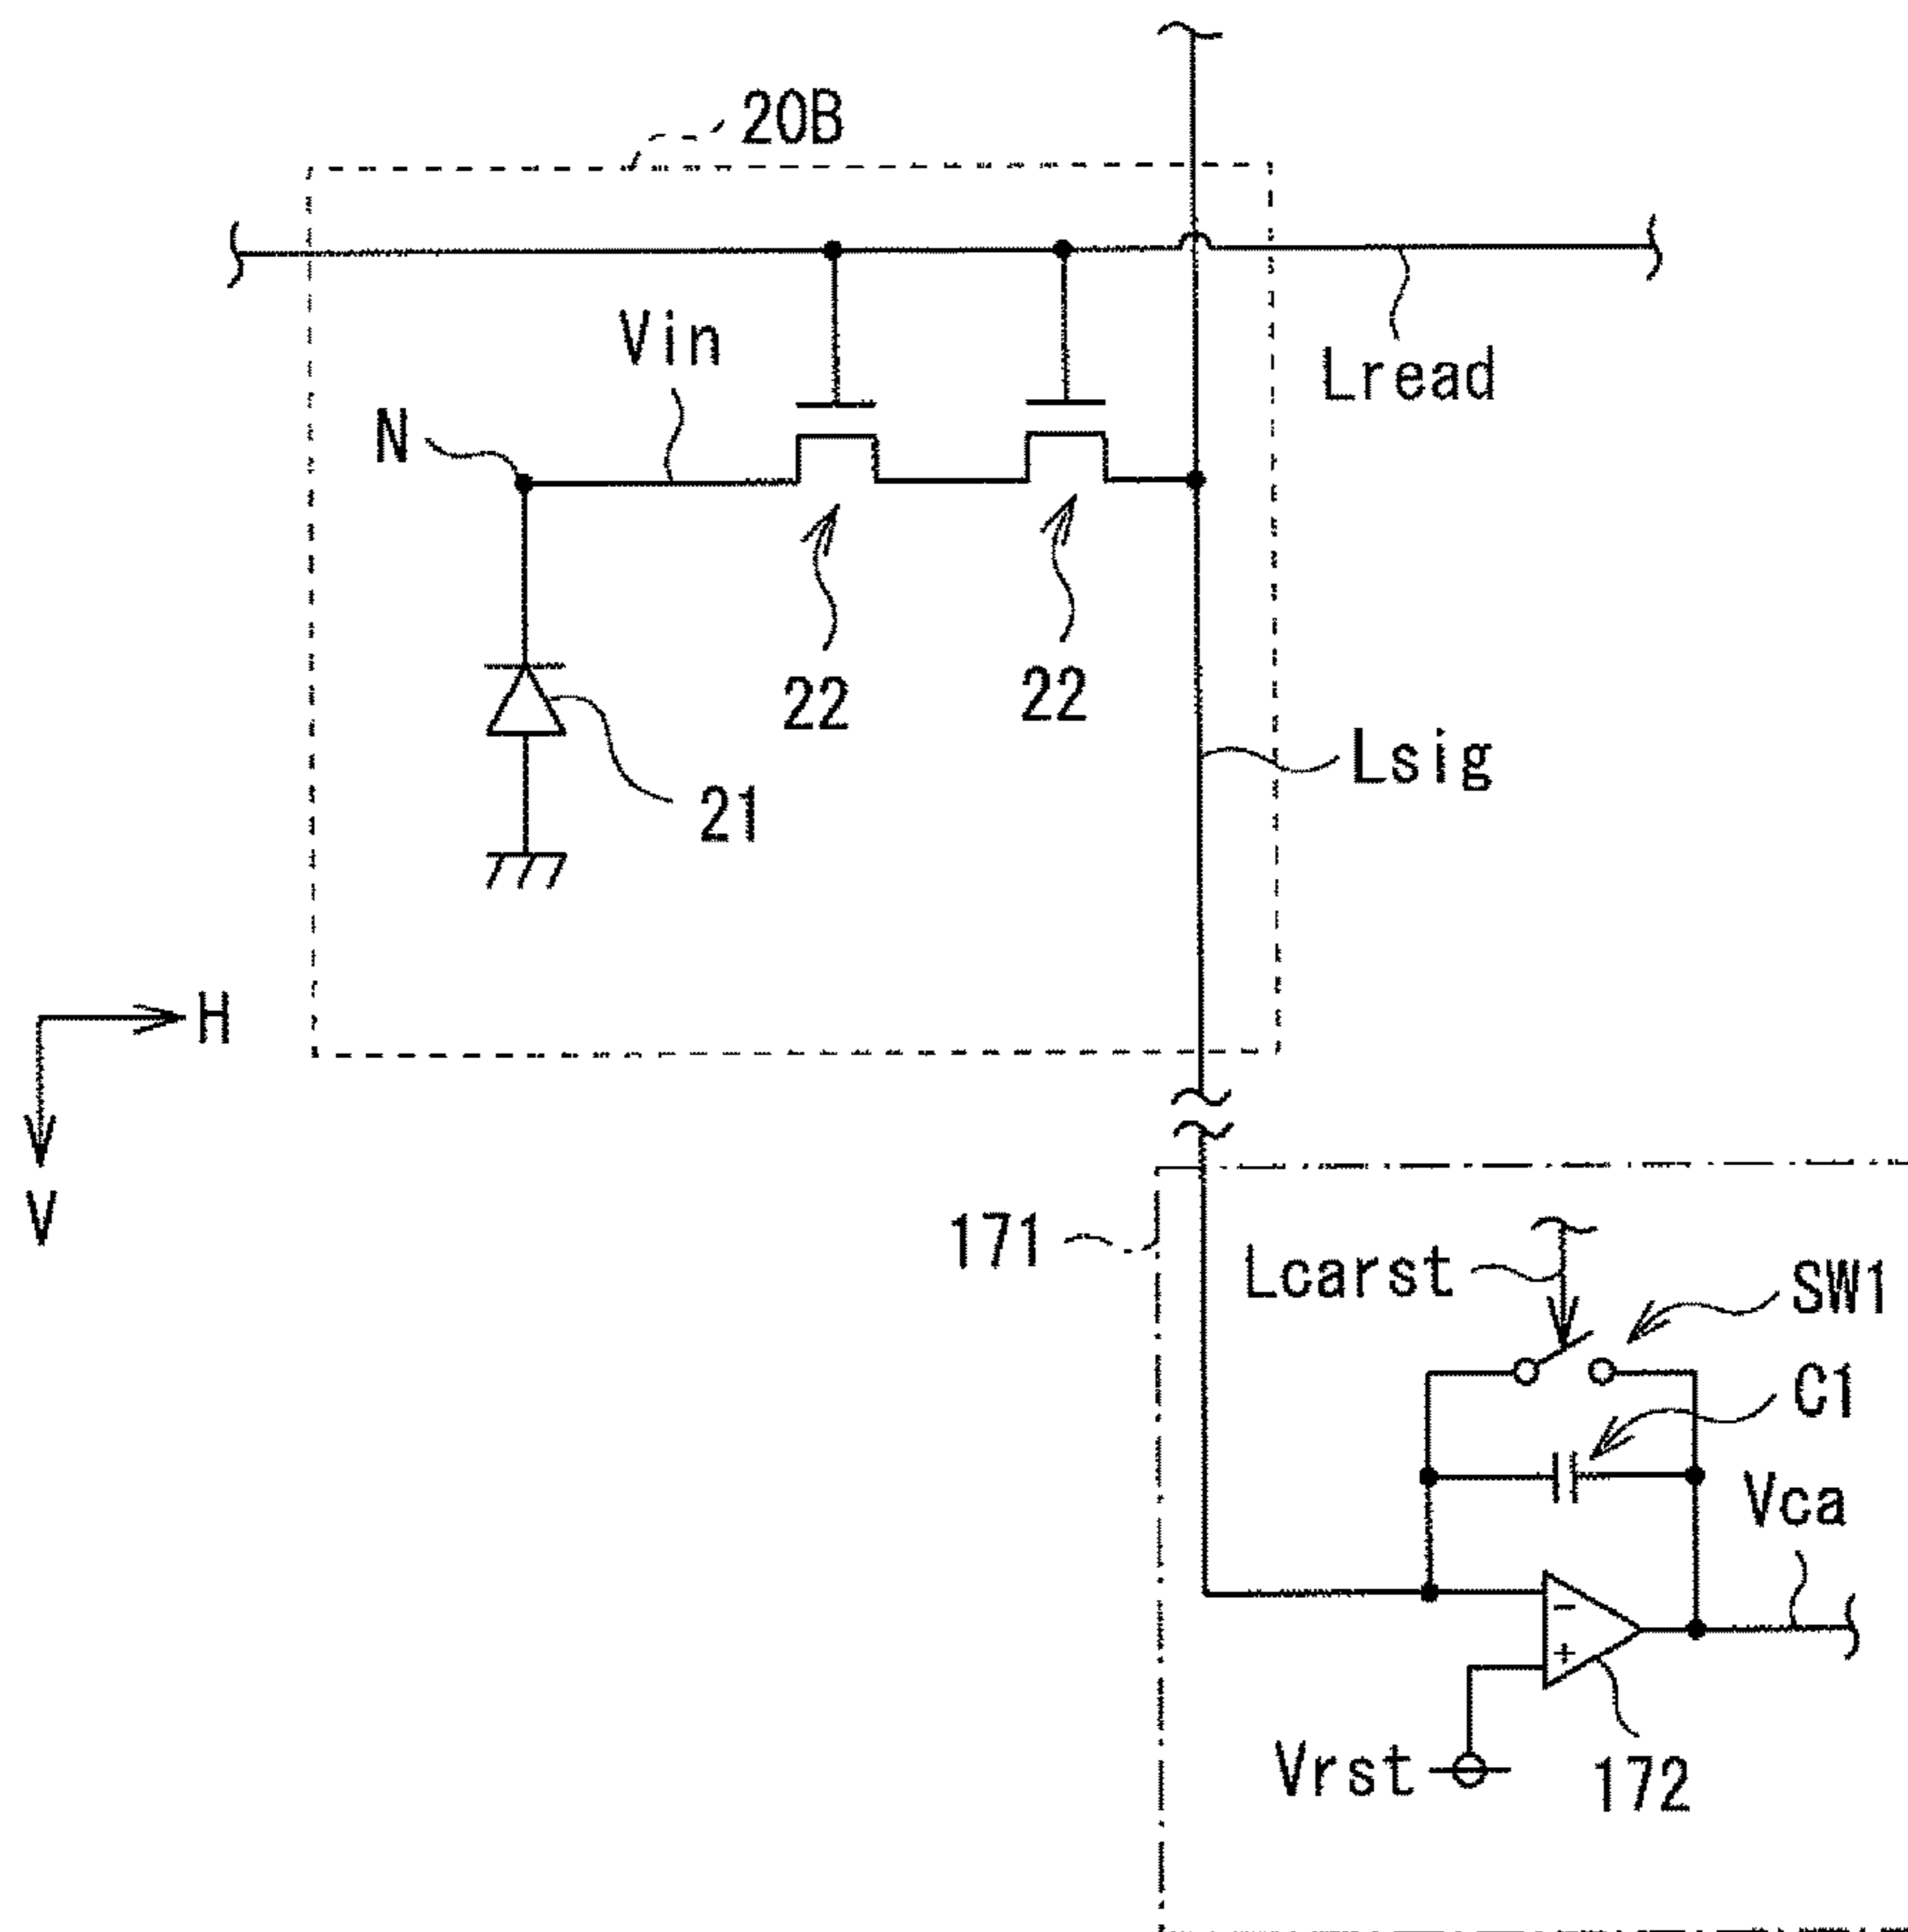 20B
Vin
Lread
N
22
22
Lsig
21
H
V
171
Lcarst
SW1
C1
Vca
-
+
Vrst
172